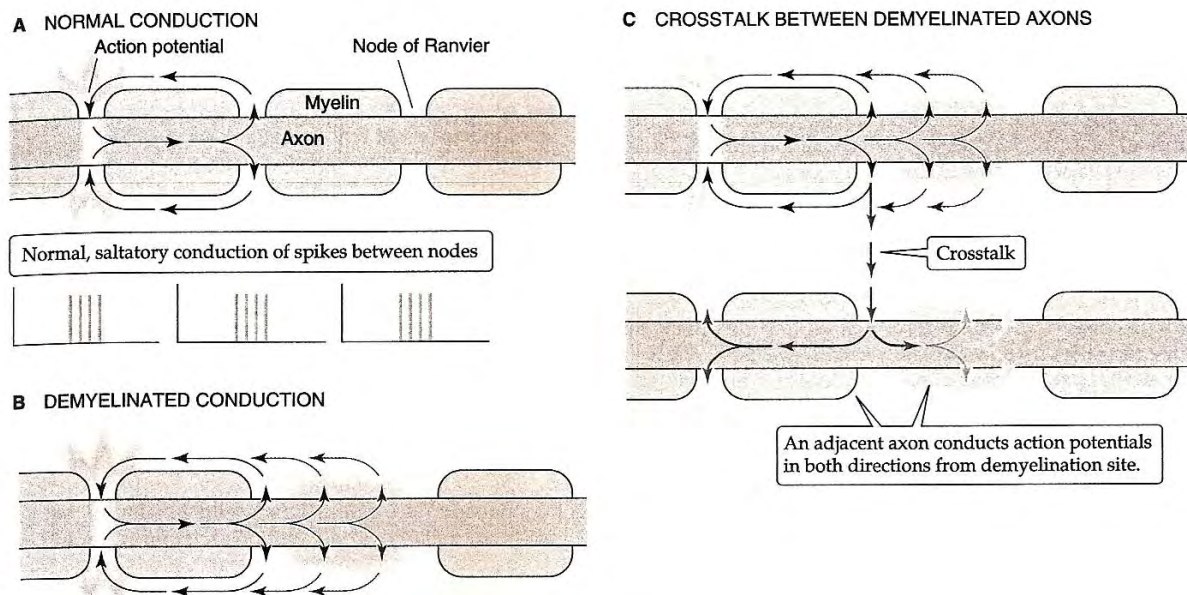 A NORMAL CONDUCTION
Action potential
Node of Ranvier
Myelin
Axon
Normal, saltatory conduction of spikes between nodes
B DEMYELINATED CONDUCTION
C CROSSTALK BETWEEN DEMYELINATED AXONS
Crosstalk
An adjacent axon conducts action potentials
in both directions from demyelination site.